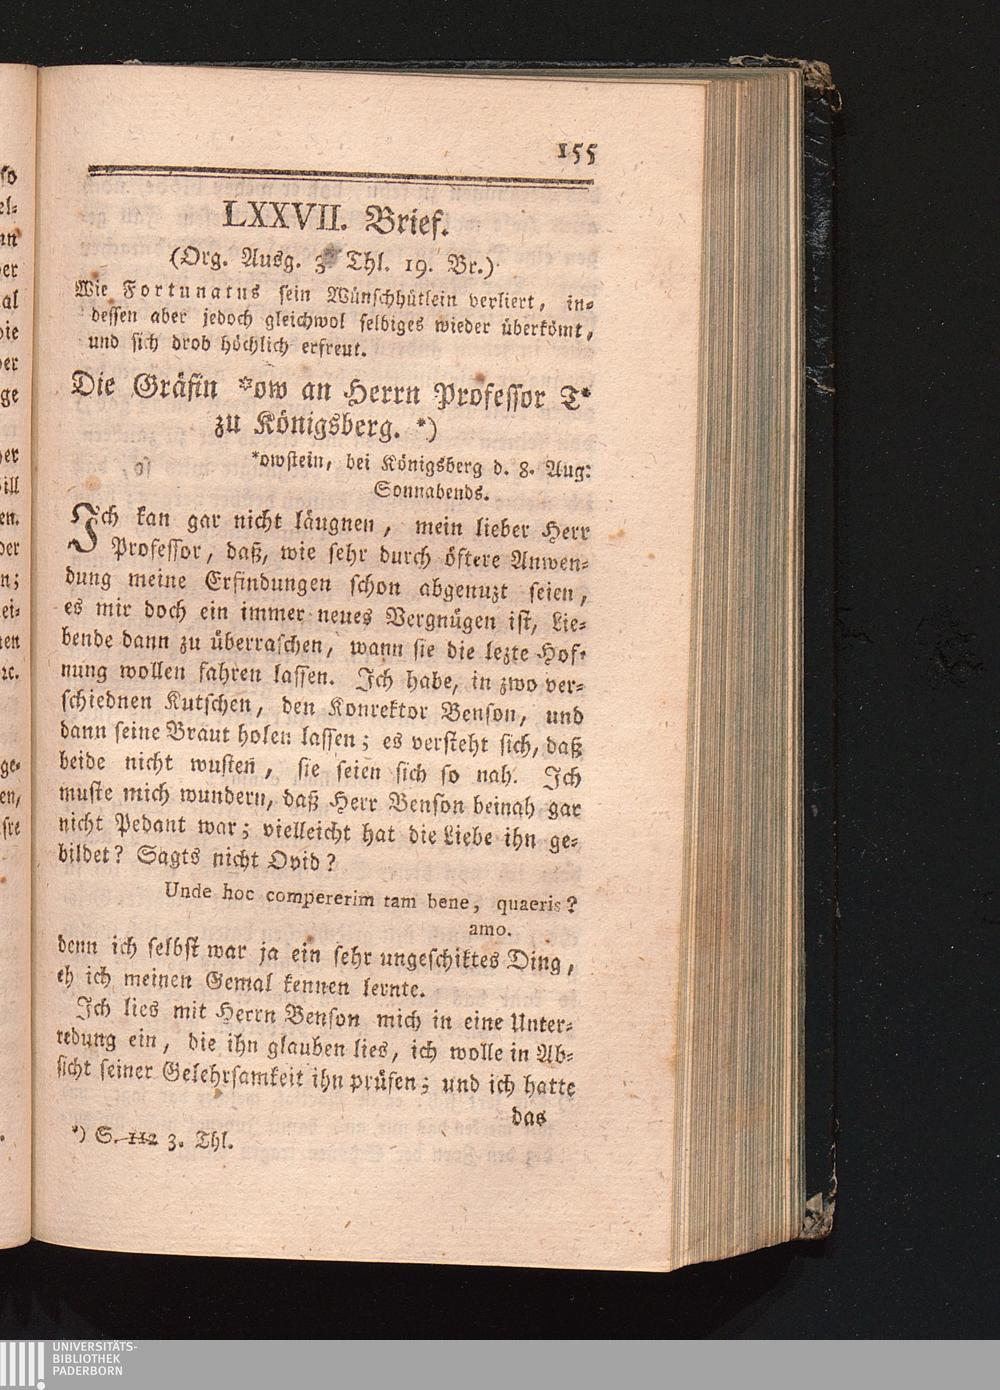 155
LXXVII. Brief.
(Org. Ausg. 3 Thl. 19. Br.)
Wie Fortunatus sein Wünschhütlein verliert, in-
dessen aber jedoch gleichwol selbiges wieder überkömt,
und sich drob höchlich erfreut.
Die Gräfin *ow an Herrn Professor T*
zu Königsberg. *)
*owstein, bei Königsberg d. 8. Aug:
Sonnabends.
Ich kan gar nicht läugnen, mein lieber Herr
Professor, daß, wie sehr durch öftere Anwen-
dung meine Erfindungen schon abgenuzt seien,
es mir doch ein immer neues Vergnügen ist, Lie-
bende dann zu überraschen, wann sie die lezte Hof-
nung wollen fahren lassen. Ich habe, in zwo ver-
schiednen Kutschen, den Konrektor Benson, und
dann seine Braut holen lassen; es versteht sich, daß
beide nicht wusten, sie seien sich so nah. Ich
muste mich wundern, daß Herr Benson beinah gar
nicht Pedant war; vielleicht hat die Liebe ihn ge-
bildet? Sagts nicht Ovid?
Unde hoc compererim tam bene, quaeris?
amo.
denn ich selbst war ja ein sehr ungeschiktes Ding,
eh ich meinen Gemal kennen lernte.
Ich lies mit Herrn Benson mich in eine Unter-
redung ein, die ihn glauben lies, ich wolle in Ab-
sicht seiner Gelehrsamkeit ihn prüfen; und ich hatte
das
*) S. 112 3. Thl.
UNIVERSITÄTS-
BIBLIOTHEK
PADERBORN